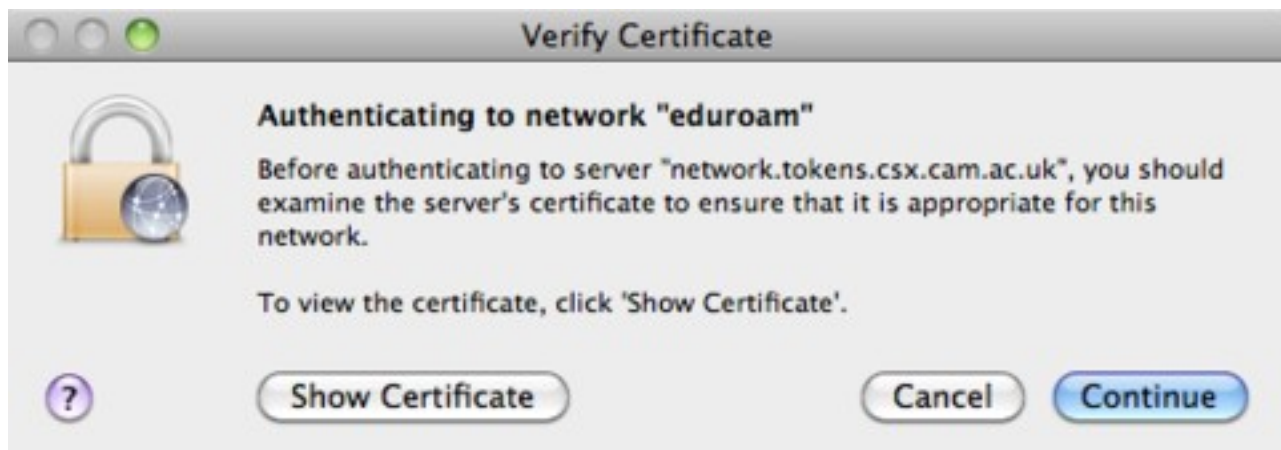 Verify Certificate
Authenticating to network "eduroam"
Before authenticating to server "network.tokens.csx.cam.ac.uk", you should
examine the server's certificate to ensure that it is appropriate for this
network.
To view the certificate, click 'Show Certificate'.
?
Show Certificate
Cancel
Continue